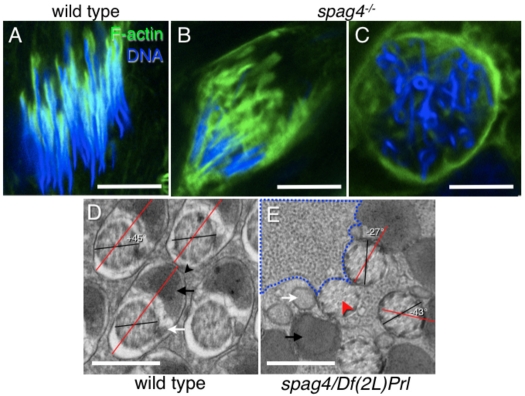 wild type spag4-/-
A F-actin DNA B C
D -45 E -27° -43
wild type spag4/Df(2L)Prl